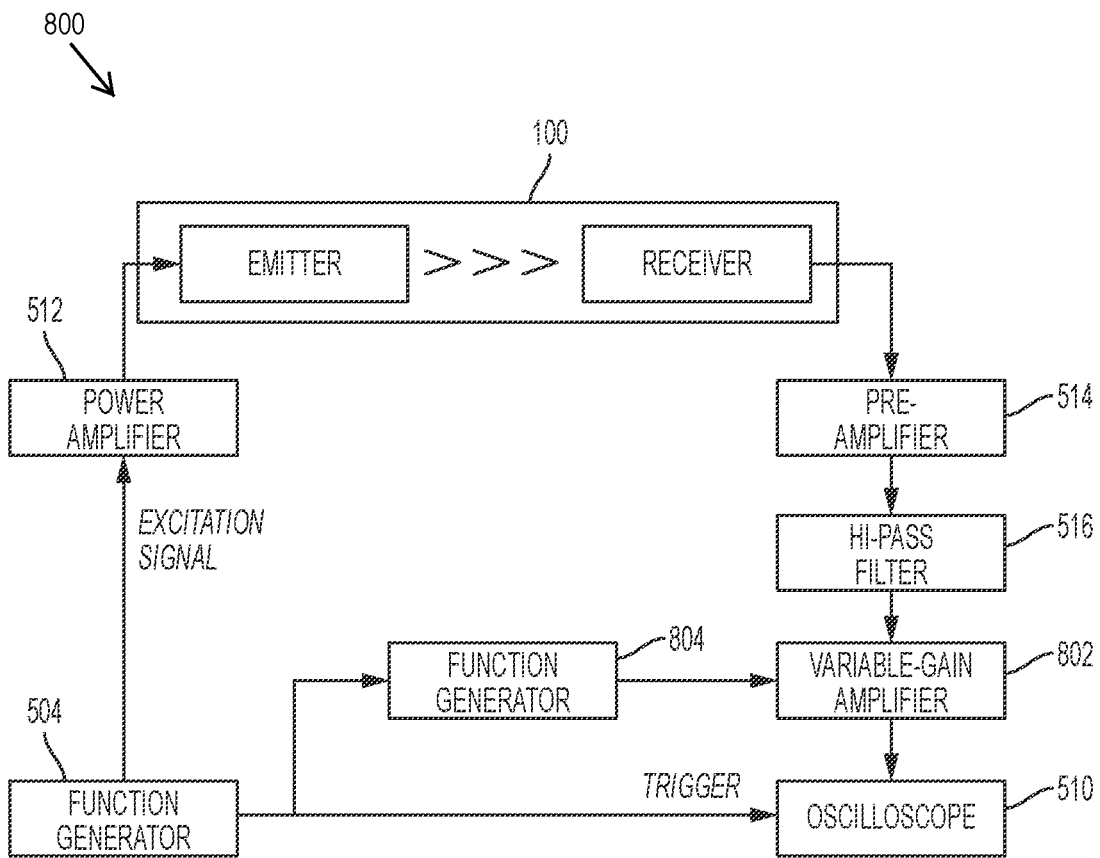 800
100
EMITTER
> > >
RECEIVER
512
POWER
AMPLIFIER
PRE-
AMPLIFIER
514
EXCITATION
SIGNAL
HI-PASS
FILTER
516
FUNCTION
GENERATOR
804
VARIABLE-GAIN
AMPLIFIER
802
504
FUNCTION
GENERATOR
TRIGGER
OSCILLOSCOPE
510